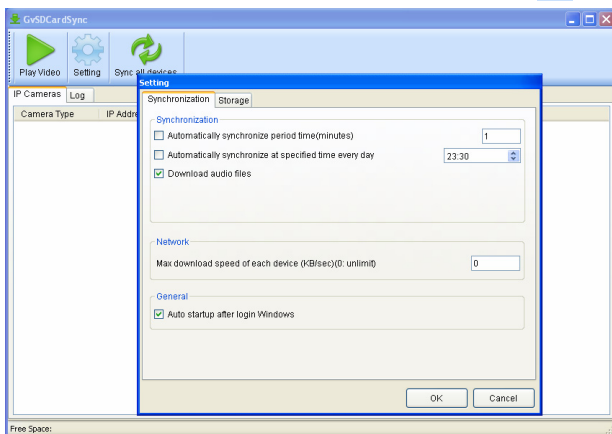 GvSDCardSync
Play Video Setting Sync all devices
IP Cameras Log
Camera Type IP Addre
Setting
Synchronization Storage
Synchronization
Automatically synchronize period time(minutes) 1
Automatically synchronize at specified time every day 23:30
Download audio files
Network
Max download speed of each device (KB/sec)(0: unlimit) 0
General
Auto startup after login Windows
OK Cancel
Free Space: